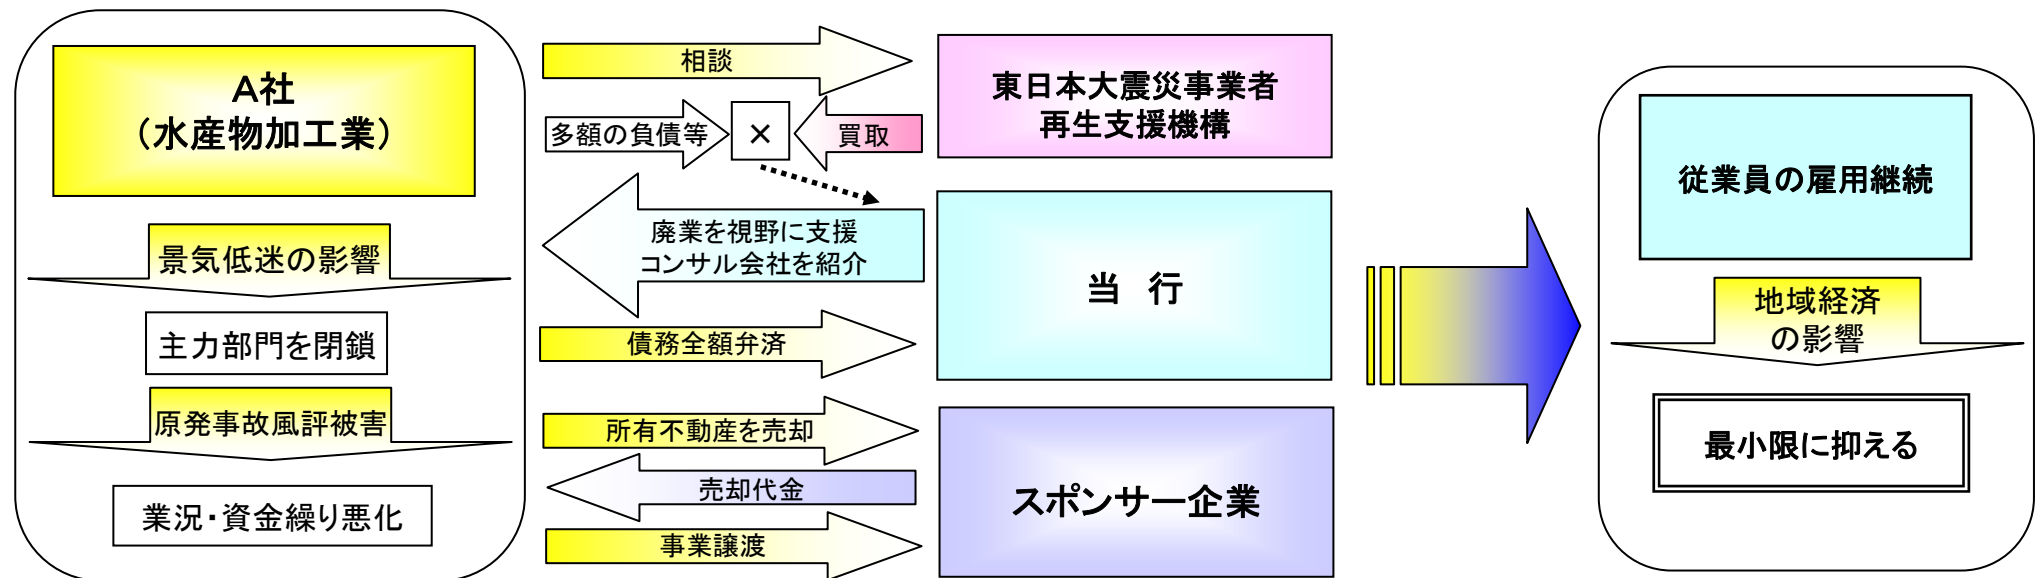 A社
（水産物加工業）
景気低迷の影響
主力部門を閉鎖
原発事故風評被害
業況・資金繰り悪化
相談
多額の負債等
×
買取
廃業を視野に支援
コンサル会社を紹介
債務全額弁済
所有不動産を売却
売却代金
事業譲渡
東日本大震災事業者
再生支援機構
当　行
スポンサー企業
従業員の雇用継続
地域経済
の影響
最小限に抑える